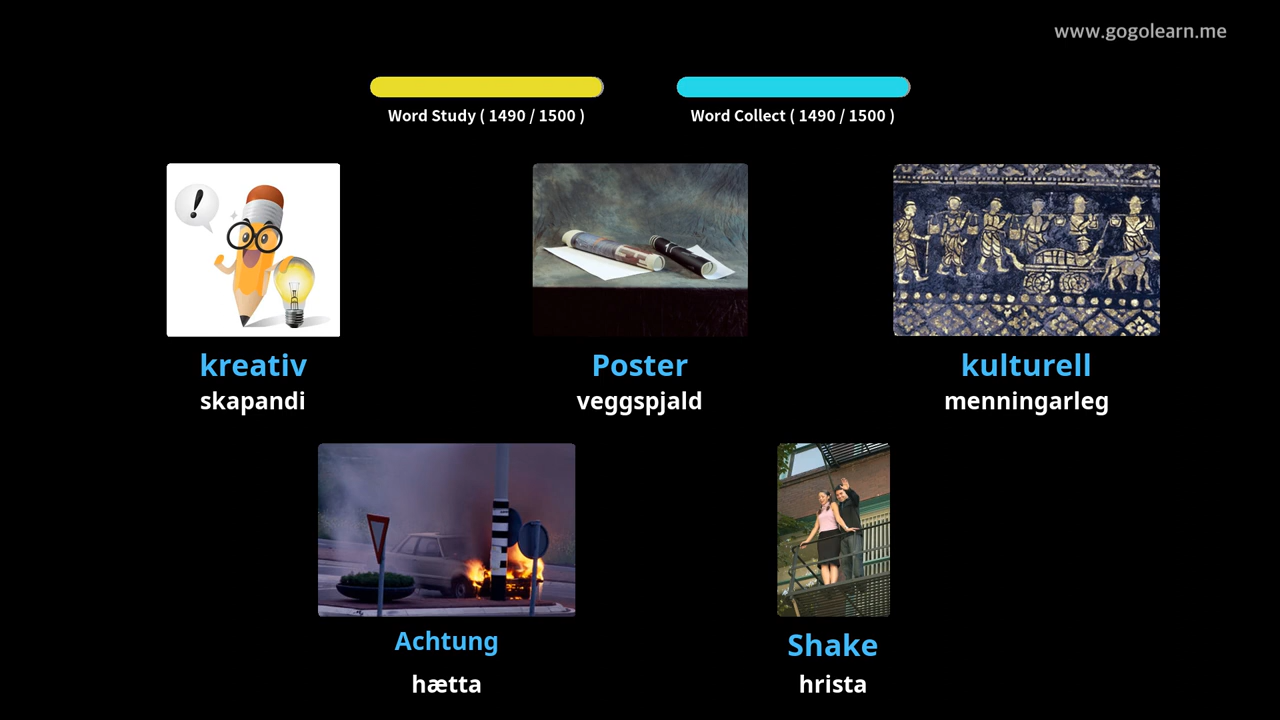 www.gogolearn.me
Word Study ( 1490 / 1500 )
Word Collect ( 1490 / 1500 )
kreativ
skapandi
Poster
veggspjald
kulturell
menningarleg
Achtung
hætta
Shake
hrista